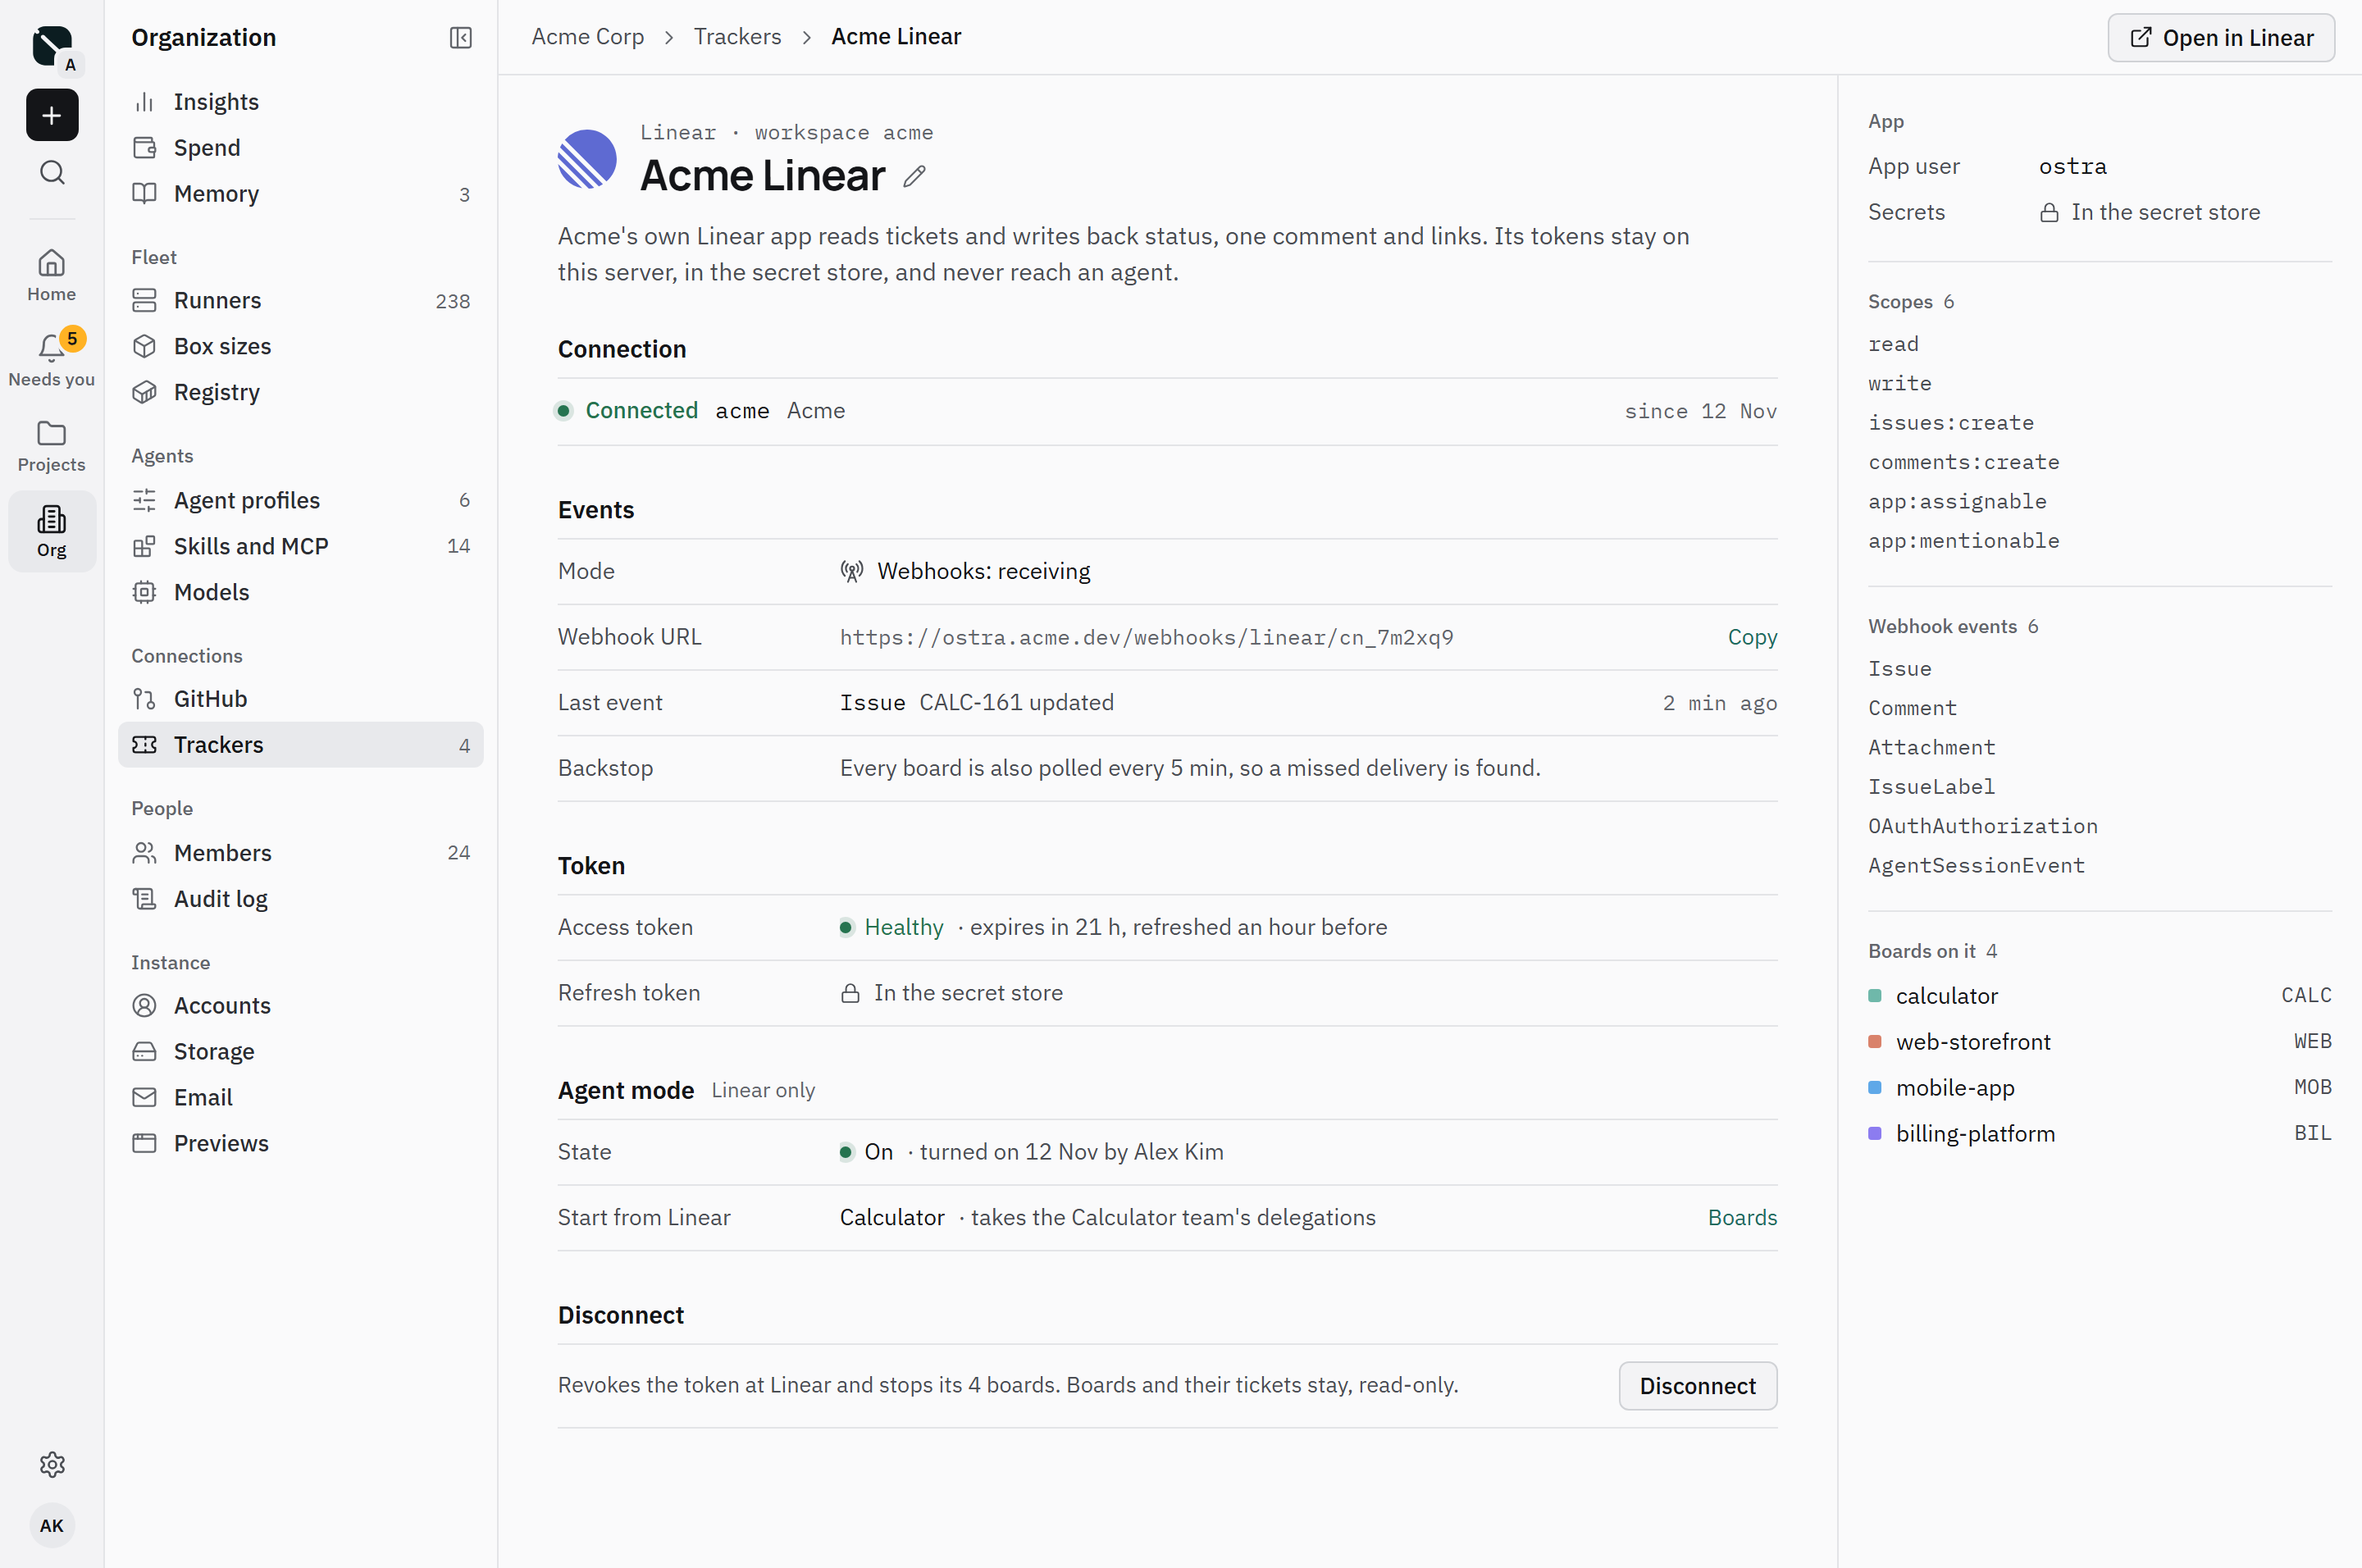 A
Home
5
Needs you
Projects
Org
AK
Organization
Insights
Spend
Memory 3
Fleet
Runners 238
Box sizes
Registry
Agents
Agent profiles 6
Skills and MCP 14
Models
Connections
GitHub
Trackers 4
People
Members 24
Audit log
Instance
Accounts
Storage
Email
Previews
Acme Corp > Trackers > Acme Linear
Open in Linear
Linear · workspace acme
Acme Linear
Acme's own Linear app reads tickets and writes back status, one comment and links. Its tokens stay on
this server, in the secret store, and never reach an agent.
Connection
Connected acme Acme since 12 Nov
Events
Mode Webhooks: receiving
Webhook URL https://ostra.acme.dev/webhooks/linear/cn_7m2xq9 Copy
Last event Issue CALC-161 updated 2 min ago
Backstop Every board is also polled every 5 min, so a missed delivery is found.
Token
Access token Healthy · expires in 21 h, refreshed an hour before
Refresh token In the secret store
Agent mode Linear only
State On · turned on 12 Nov by Alex Kim
Start from Linear Calculator · takes the Calculator team's delegations Boards
Disconnect
Revokes the token at Linear and stops its 4 boards. Boards and their tickets stay, read-only. Disconnect
App
App user ostra
Secrets In the secret store
Scopes 6
read
write
issues:create
comments:create
app:assignable
app:mentionable
Webhook events 6
Issue
Comment
Attachment
IssueLabel
OAuthAuthorization
AgentSessionEvent
Boards on it 4
calculator CALC
web-storefront WEB
mobile-app MOB
billing-platform BIL